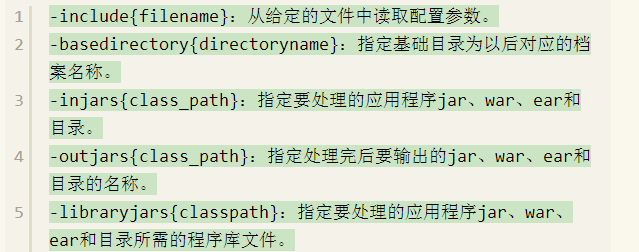 1 -include{filename}: 从给定的文件中读取配置参数。
2 -basedirectory{directoryname}: 指定基础目录为以后对应的档
案名称。
3 -injars{class_path}: 指定要处理的应用程序jar、war、ear和
目录。
4 -outjars{class_path}: 指定处理完后要输出的jar、war、ear和
目录的名称。
5 -libraryjars{classpath}: 指定要处理的应用程序jar、war、
ear和目录所需的程序库文件。